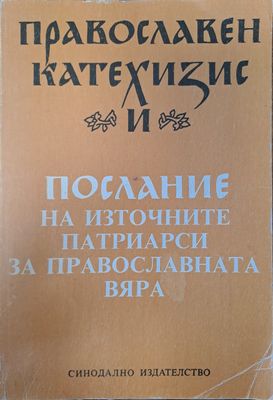 ПРАВОСЛАВЕН
КАТЕХИЗИС
И
ПОСЛАНИЕ
НА ИЗТОЧНИТЕ
ПАТРИАРСИ
ЗА ПРАВОСЛАВНАТА
ВЯРА
СИНОДАЛНО ИЗДАТЕЛСТВО